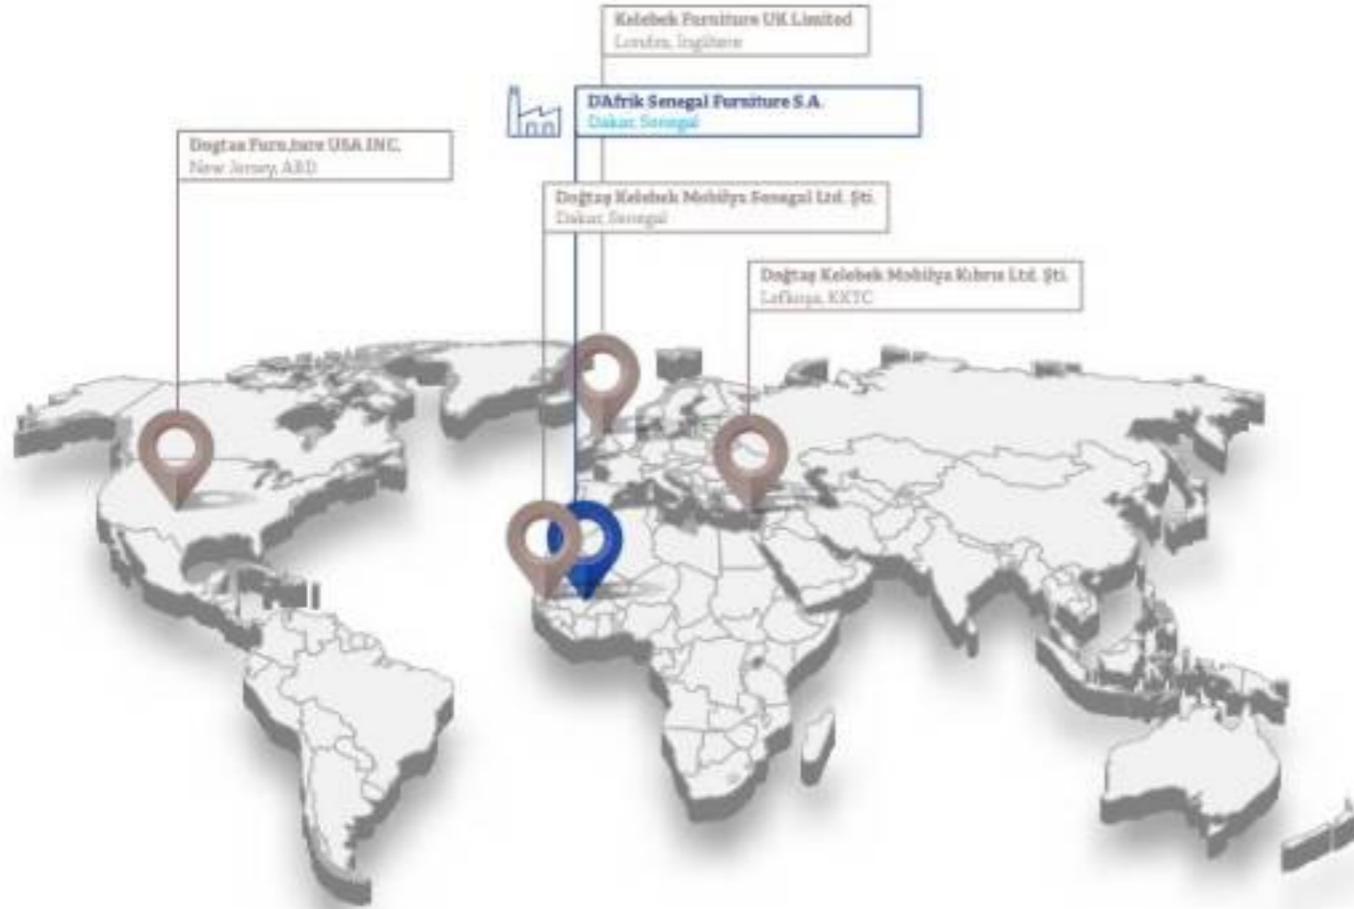 Kelebek Furniture UK Limited
Londra, İngiltere
D'Afrik Senegal Furniture S.A.
Dakar, Senegal
Dogtas Furniture USA INC.
New Jersey, ABD
Doğtaş Kelebek Mobilya Senegal Ltd. Şti.
Dakar, Senegal
Doğtaş Kelebek Mobilya Kıbrıs Ltd. Şti.
Lefkoşa, KKTC